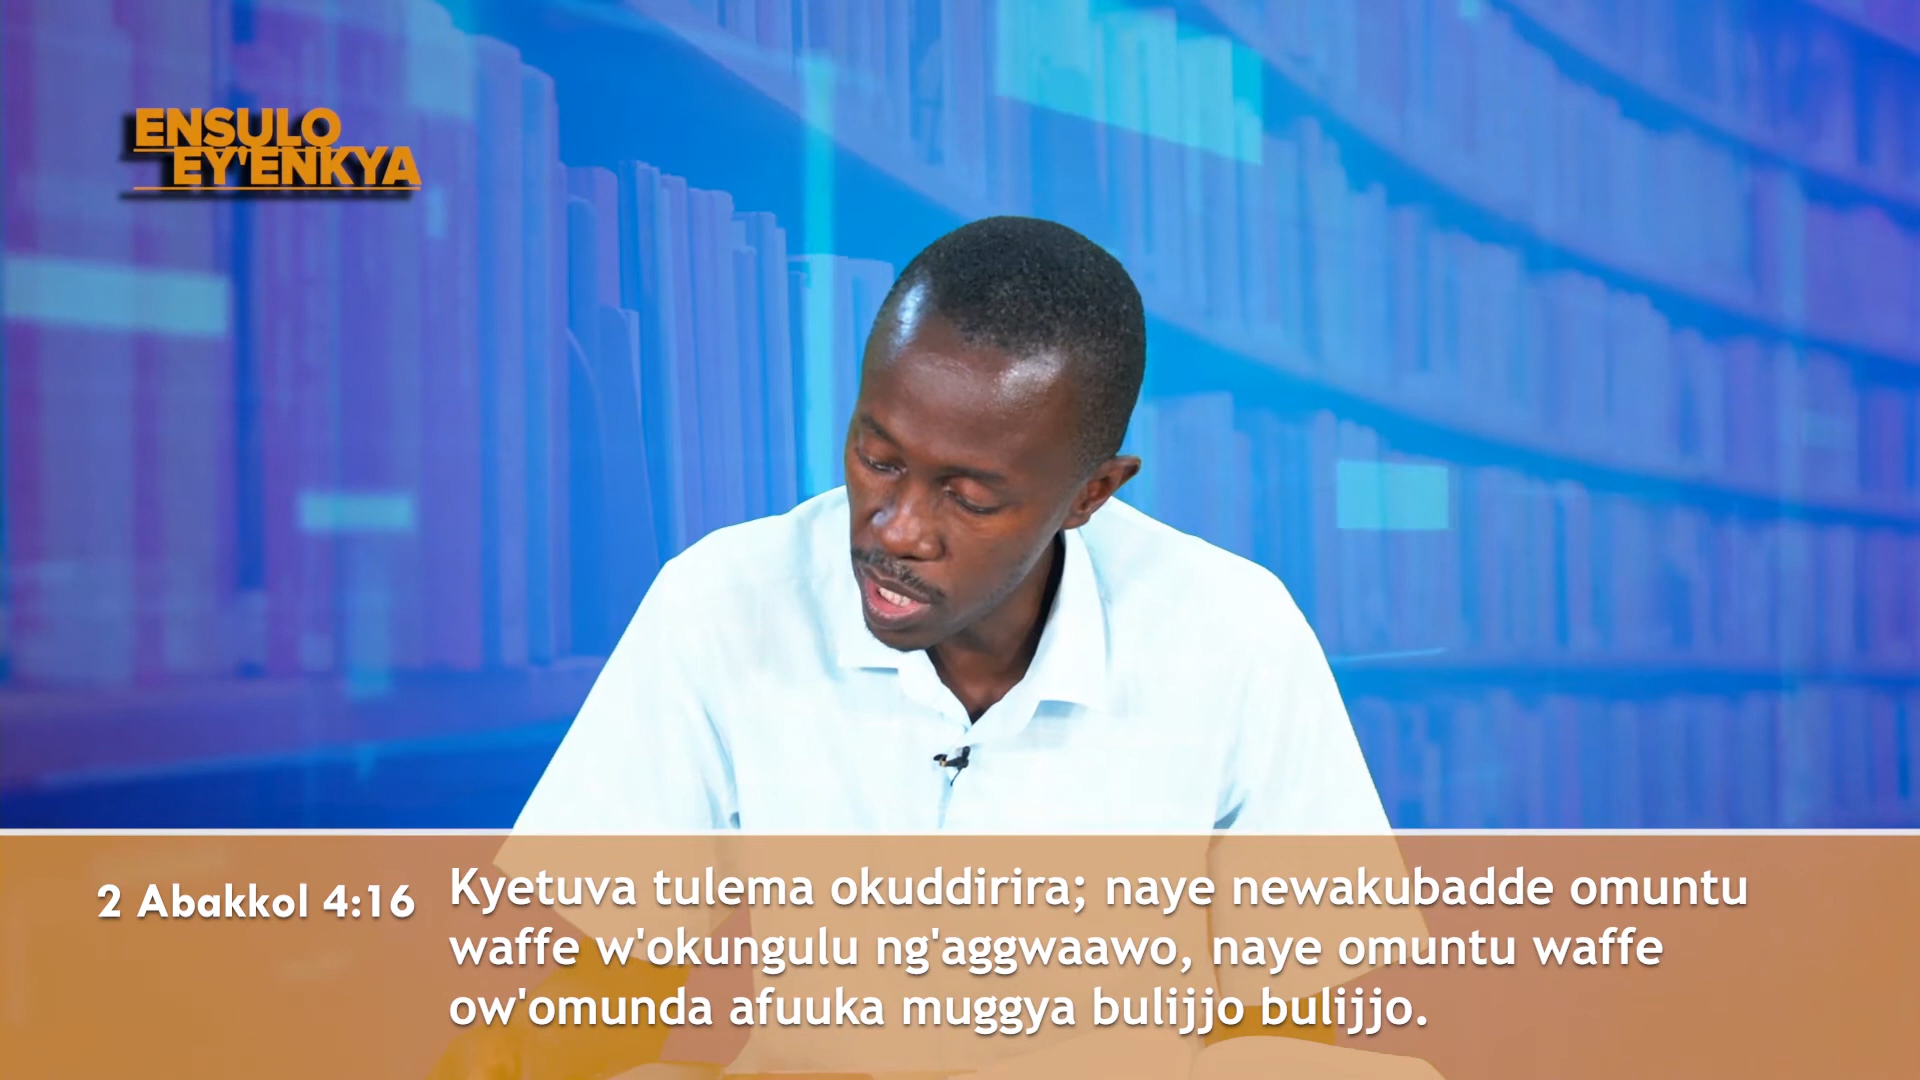 ENSULO
EY'ENKYA
2 Abakkol 4:16
Kyetuva tulema okuddirira; naye newakubadde omuntu
waffe w'okungulu ng'aggwaawo, naye omuntu waffe
ow'omunda afuuka muggya bulijjo bulijjo.